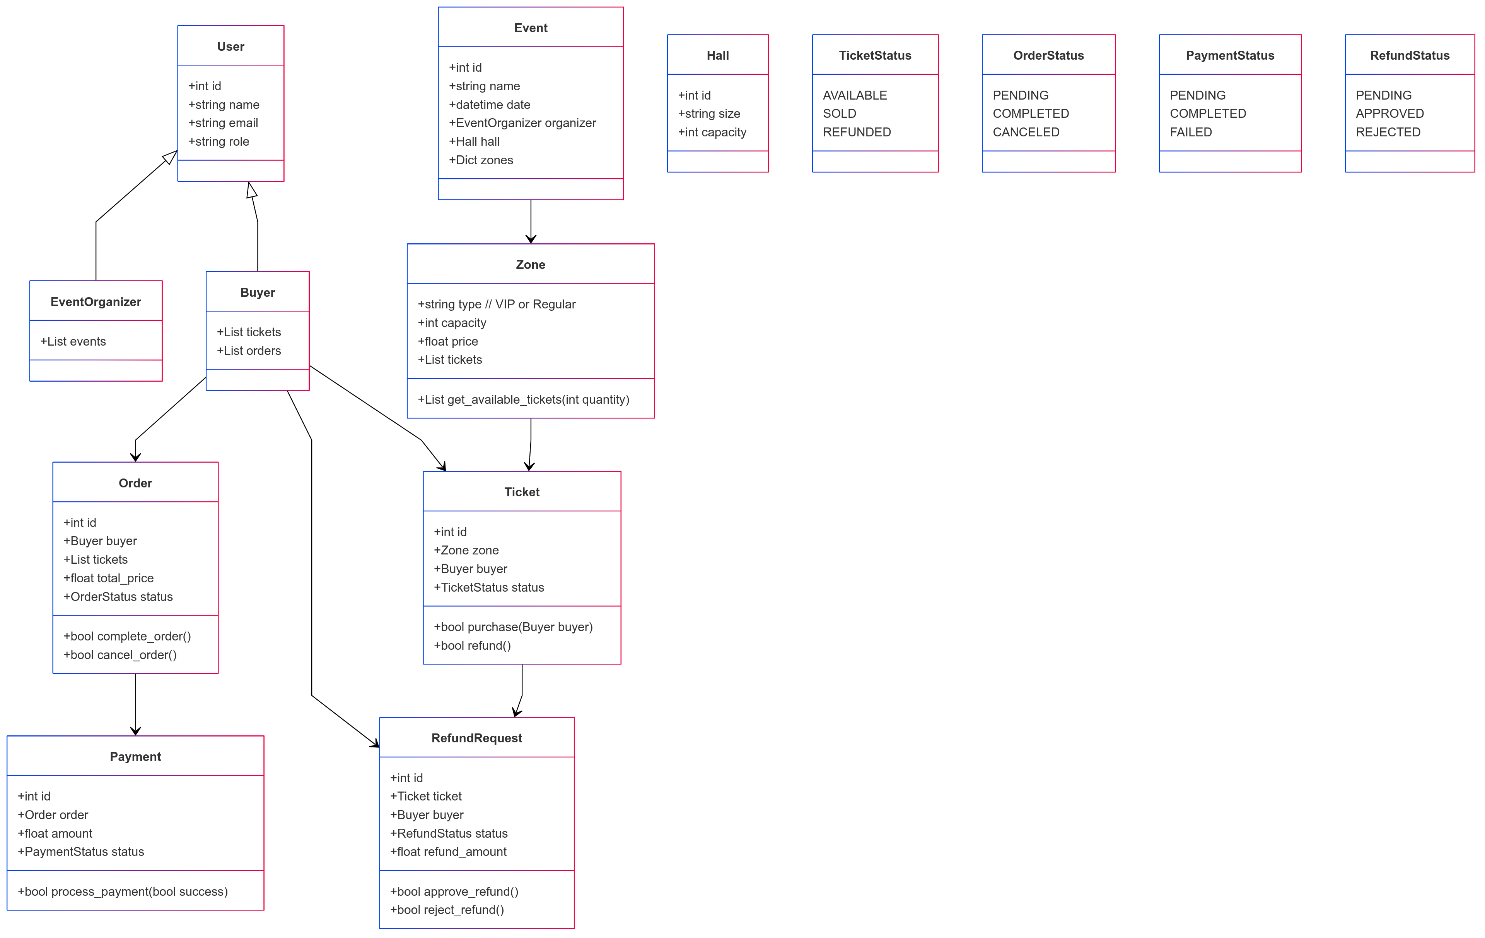 User
+int id
+string name
+string email
+string role
Event
+int id
+string name
+datetime date
+EventOrganizer organizer
+Hall hall
+Dict zones
Hall
+int id
+string size
+int capacity
TicketStatus
AVAILABLE
SOLD
REFUNDED
OrderStatus
PENDING
COMPLETED
CANCELED
PaymentStatus
PENDING
COMPLETED
FAILED
RefundStatus
PENDING
APPROVED
REJECTED
EventOrganizer
+List events
Buyer
+List tickets
+List orders
Zone
+string type // VIP or Regular
+int capacity
+float price
+List tickets
+List get_available_tickets(int quantity)
Order
+int id
+Buyer buyer
+List tickets
+float total_price
+OrderStatus status
+bool complete_order()
+bool cancel_order()
Ticket
+int id
+Zone zone
+Buyer buyer
+TicketStatus status
+bool purchase(Buyer buyer)
+bool refund()
Payment
+int id
+Order order
+float amount
+PaymentStatus status
+bool process_payment(bool success)
RefundRequest
+int id
+Ticket ticket
+Buyer buyer
+RefundStatus status
+float refund_amount
+bool approve_refund()
+bool reject_refund()